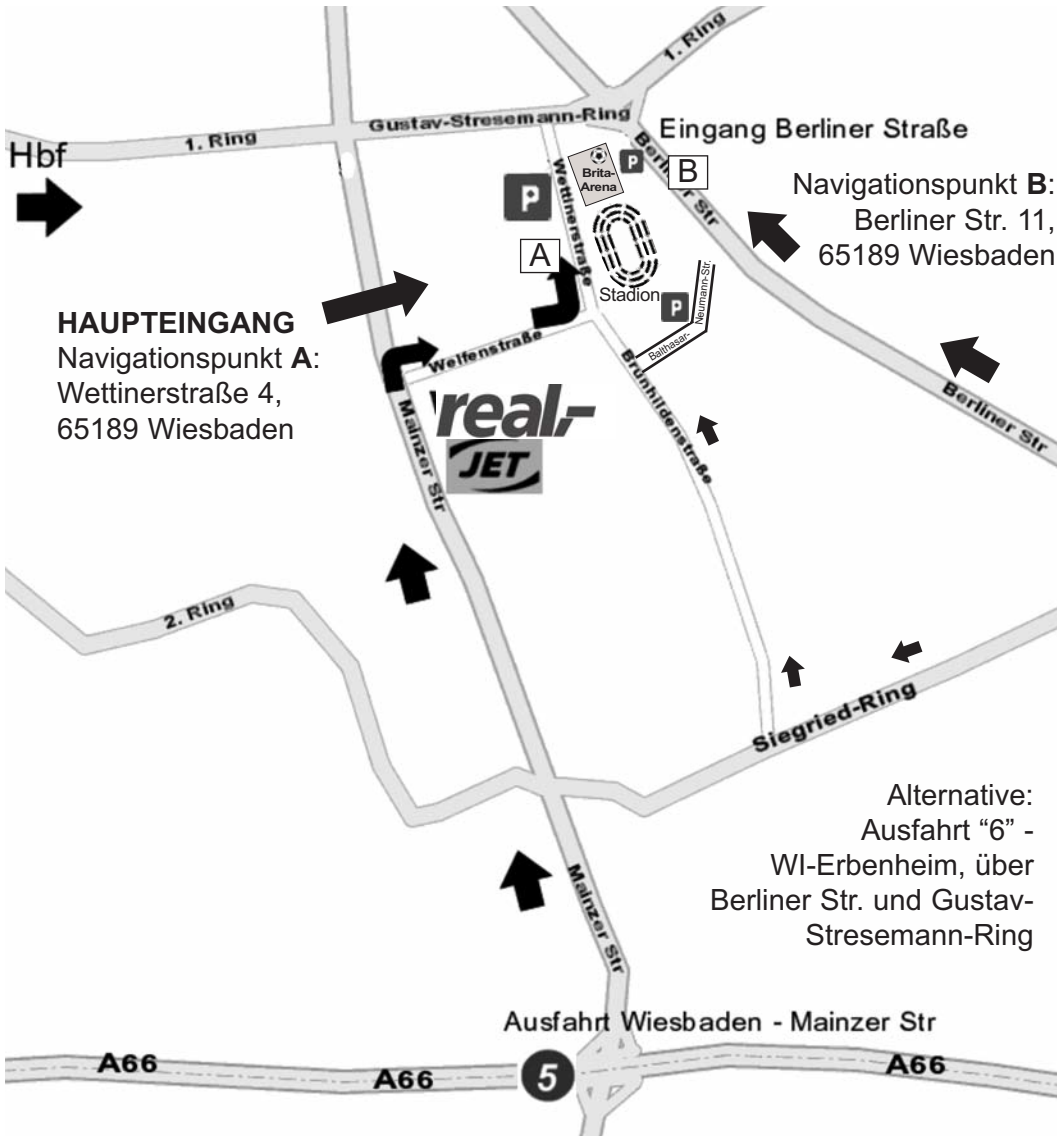 1. Ring
Gustav-Stresemann-Ring
1. Ring
Hbf
Eingang Berliner Straße
P
Brita-
Arena
P
Wettinerstraße
Berliner Str
B
Navigationspunkt B:
Berliner Str. 11,
65189 Wiesbaden
A
Stadion
P
Neumann-Str.
Balthasar-
HAUPTEINGANG
Navigationspunkt A:
Wettinerstraße 4,
65189 Wiesbaden
Welfenstraße
Brunhildenstraße
Berliner Str
real,-
JET
Mainzer Str
2. Ring
Siegried-Ring
Alternative:
Ausfahrt “6” -
WI-Erbenheim, über
Berliner Str. und Gustav-
Stresemann-Ring
Mainzer Str
Ausfahrt Wiesbaden - Mainzer Str
A66
A66
5
A66